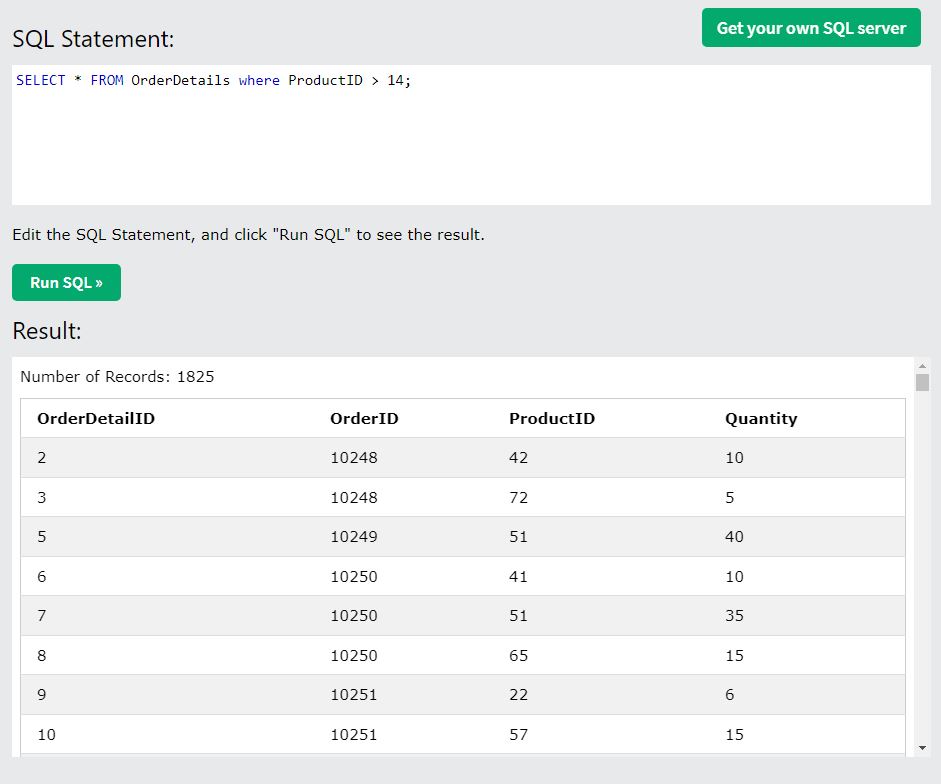 SQL Statement:
Get your own SQL server
SELECT * FROM OrderDetails where ProductID > 14;
Edit the SQL Statement, and click "Run SQL" to see the result.
Run SQL »
Result:
Number of Records: 1825
OrderDetailID OrderID ProductID Quantity
2 10248 42 10
3 10248 72 5
5 10249 51 40
6 10250 41 10
7 10250 51 35
8 10250 65 15
9 10251 22 6
10 10251 57 15